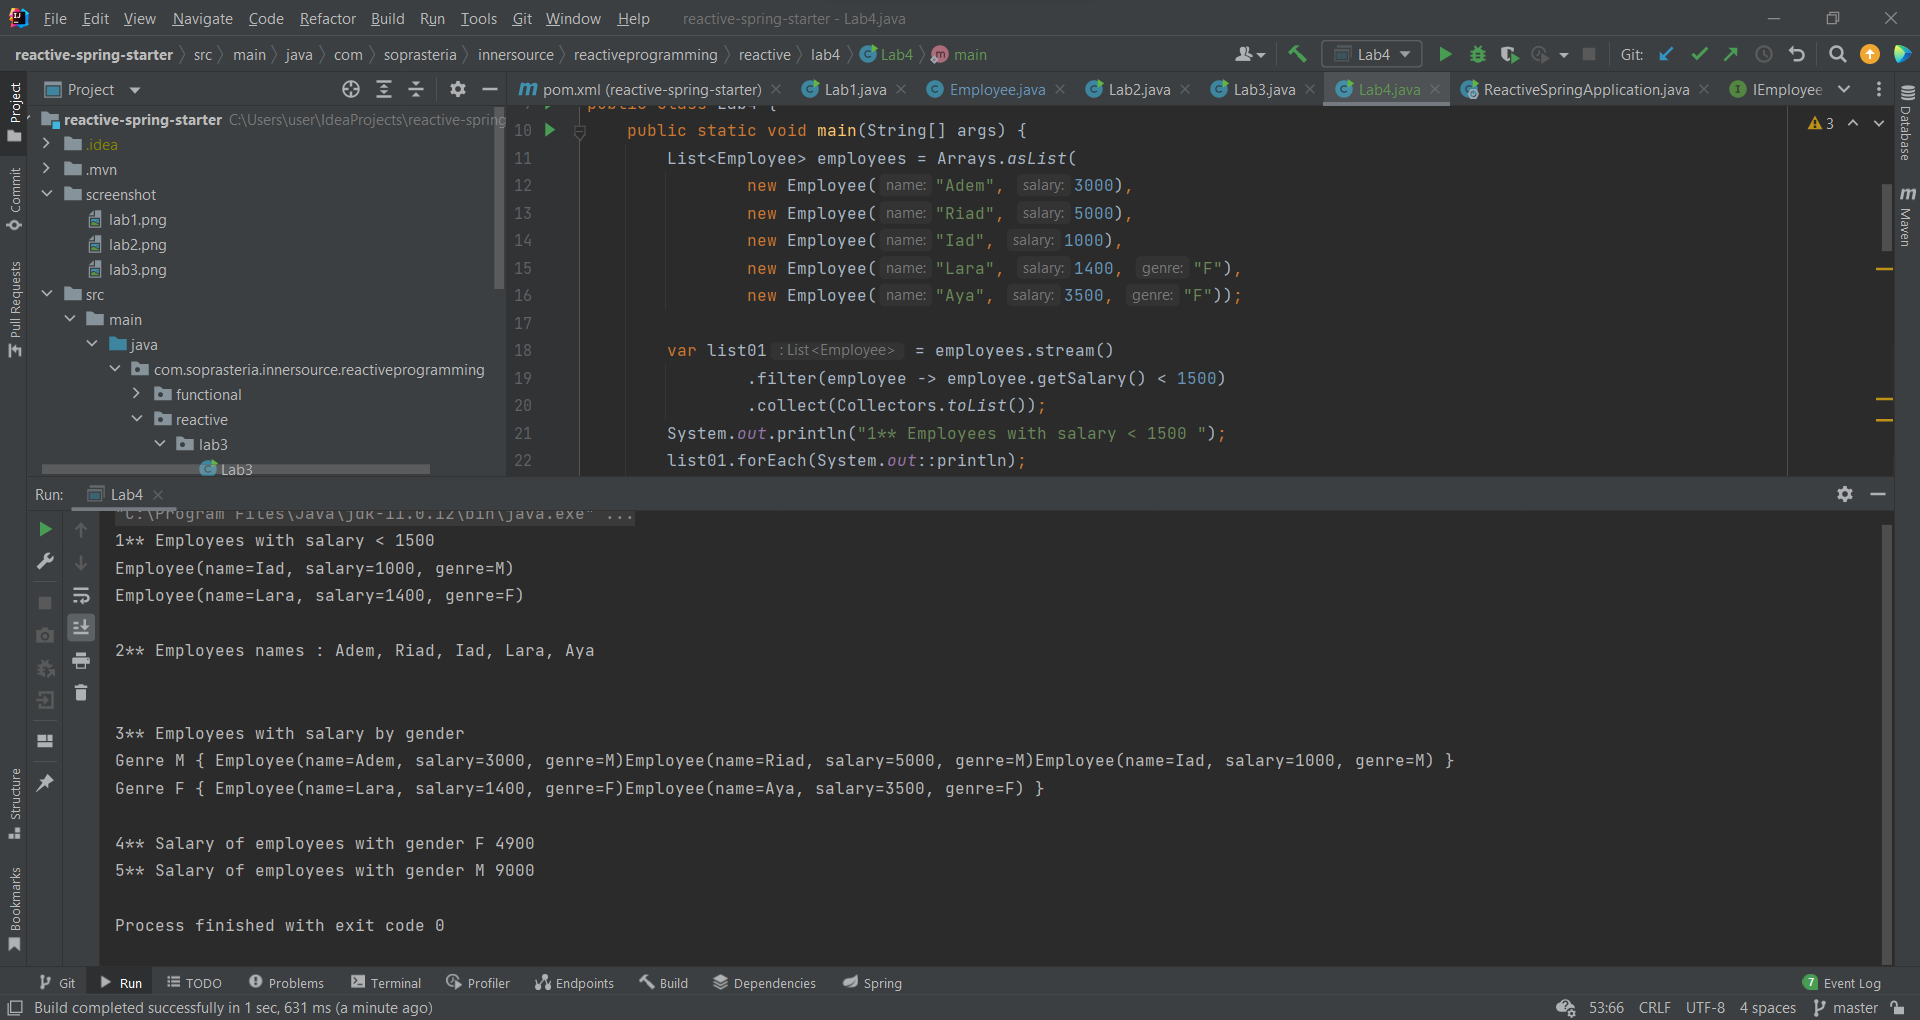 File Edit View Navigate Code Refactor Build Run Tools Git Window Help reactive-spring-starter - Lab4.java
reactive-spring-starter src main java com soprasteria innersource reactiveprogramming reactive lab4 Lab4 main Lab4 Git:
Project
pom.xml (reactive-spring-starter) Lab1.java Employee.java Lab2.java Lab3.java Lab4.java ReactiveSpringApplication.java IEmployee
Project
Commit
Pull Requests
Structure
Bookmarks
reactive-spring-starter C:\Users\user\IdeaProjects\reactive-spring
.idea
.mvn
screenshot
lab1.png
lab2.png
lab3.png
src
main
java
com.soprasteria.innersource.reactiveprogramming
functional
reactive
lab3
Lab3
public class Lab4 {
10 public static void main(String[] args) {
11 List<Employee> employees = Arrays.asList(
12 new Employee( name: "Adem", salary: 3000),
13 new Employee( name: "Riad", salary: 5000),
14 new Employee( name: "Iad", salary: 1000),
15 new Employee( name: "Lara", salary: 1400, genre: "F"),
16 new Employee( name: "Aya", salary: 3500, genre: "F"));
17
18 var list01 : List<Employee> = employees.stream()
19 .filter(employee -> employee.getSalary() < 1500)
20 .collect(Collectors.toList());
21 System.out.println("1** Employees with salary < 1500 ");
22 list01.forEach(System.out::println);
3
Database
Maven
Run: Lab4
"C:\Program Files\Java\jdk-11.0.12\bin\java.exe" ...
1** Employees with salary < 1500
Employee(name=Iad, salary=1000, genre=M)
Employee(name=Lara, salary=1400, genre=F)
2** Employees names : Adem, Riad, Iad, Lara, Aya
3** Employees with salary by gender
Genre M { Employee(name=Adem, salary=3000, genre=M)Employee(name=Riad, salary=5000, genre=M)Employee(name=Iad, salary=1000, genre=M) }
Genre F { Employee(name=Lara, salary=1400, genre=F)Employee(name=Aya, salary=3500, genre=F) }
4** Salary of employees with gender F 4900
5** Salary of employees with gender M 9000
Process finished with exit code 0
Git Run TODO Problems Terminal Profiler Endpoints Build Dependencies Spring 7 Event Log
Build completed successfully in 1 sec, 631 ms (a minute ago) 53:66 CRLF UTF-8 4 spaces master